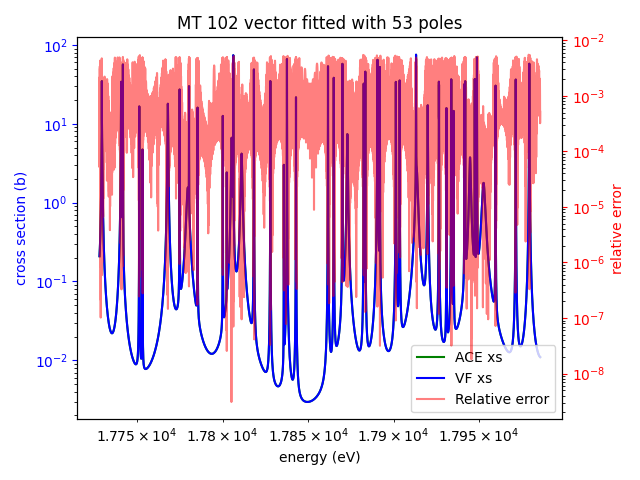 MT 102 vector fitted with 53 poles
10² 10⁻²
10⁻³
10¹
10⁻⁴
10⁰
10⁻⁵
cross section (b)
relative error
10⁻⁶
10⁻¹
10⁻⁷
10⁻²
10⁻⁸
ACE xs
VF xs
Relative error
1.775 × 10⁴ 1.78 × 10⁴ 1.785 × 10⁴ 1.79 × 10⁴ 1.795 × 10⁴
energy (eV)